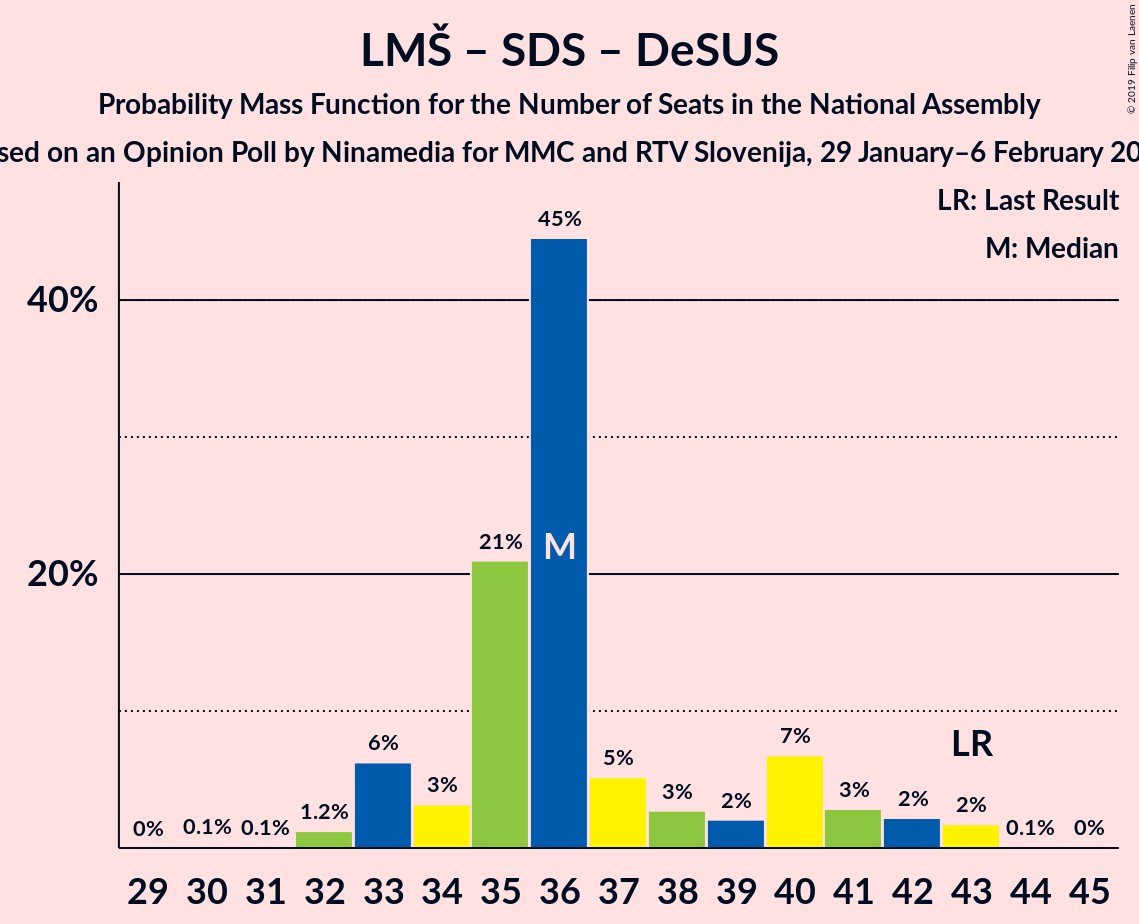 LMŠ – SDS – DeSUS
Probability Mass Function for the Number of Seats in the National Assembly
sed on an Opinion Poll by Ninamedia for MMC and RTV Slovenija, 29 January–6 February 20
© 2019 Filip van Laenen
LR: Last Result
M: Median
45%
40%
21%
M
20%
LR
7%
6%
5%
3%
3%
3%
2%
2%
2%
1.2%
0%
0.1%
0.1%
0.1%
0%
29 30 31 32 33 34 35 36 37 38 39 40 41 42 43 44 45